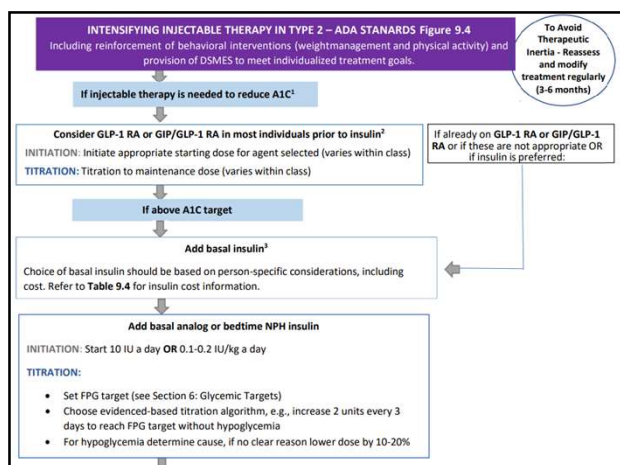 INTENSIFYING INJECTABLE THERAPY IN TYPE 2 – ADA STANARDS Figure 9.4
Including reinforcement of behavioral interventions (weightmanagement and physical activity) and
provision of DSMES to meet individualized treatment goals.
To Avoid
Therapeutic
Inertia - Reassess
and modify
treatment regularly
(3-6 months)
If injectable therapy is needed to reduce A1C¹
Consider GLP-1 RA or GIP/GLP-1 RA in most individuals prior to insulin²
INITIATION: Initiate appropriate starting dose for agent selected (varies within class)
TITRATION: Titration to maintenance dose (varies within class)
If already on GLP-1 RA or GIP/GLP-1
RA or if these are not appropriate OR
if insulin is preferred:
If above A1C target
Add basal insulin³
Choice of basal insulin should be based on person-specific considerations, including
cost. Refer to Table 9.4 for insulin cost information.
Add basal analog or bedtime NPH insulin
INITIATION: Start 10 IU a day OR 0.1-0.2 IU/kg a day
TITRATION:
• Set FPG target (see Section 6: Glycemic Targets)
• Choose evidenced-based titration algorithm, e.g., increase 2 units every 3
days to reach FPG target without hypoglycemia
• For hypoglycemia determine cause, if no clear reason lower dose by 10-20%